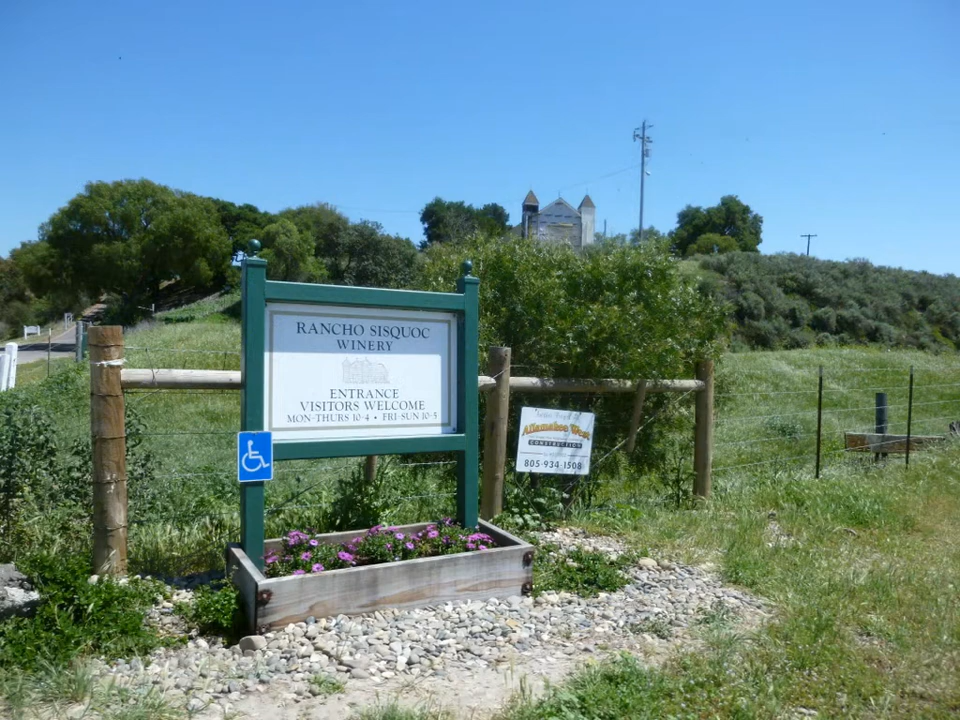 RANCHO SISQUOC
WINERY
ENTRANCE
VISITORS WELCOME
MON-THURS 10-4 • FRI-SUN 10-5
CONSTRUCTION
805-934-1508